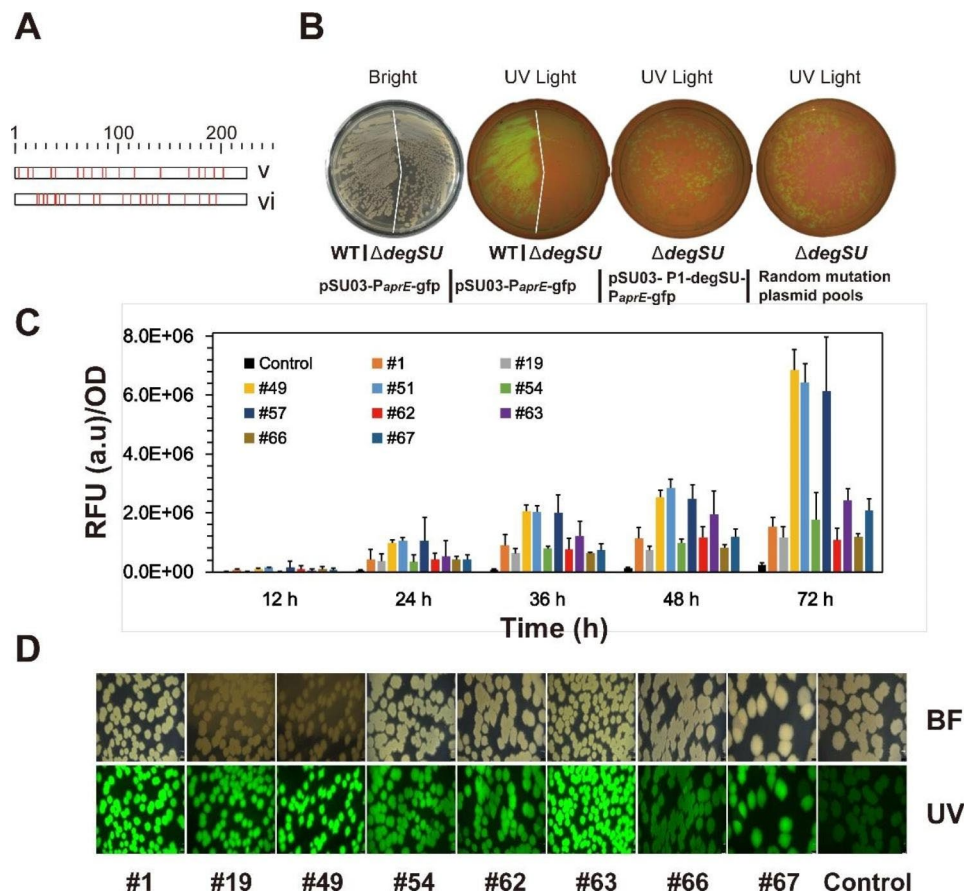 A
1 100 200
v
vi
B
Bright UV Light UV Light UV Light
WT | ΔdegSU WT | ΔdegSU ΔdegSU ΔdegSU
pSU03-PaprE-gfp | pSU03-PaprE-gfp | pSU03- P1-degSU- | Random mutation
PaprE-gfp plasmid pools
C
8.0E+06
6.0E+06
4.0E+06
2.0E+06
0.0E+00
RFU (a.u)/OD
Control #1 #19
#49 #51 #54
#57 #62 #63
#66 #67
12 h 24 h 36 h 48 h 72 h
Time (h)
D
BF
UV
#1 #19 #49 #54 #62 #63 #66 #67 Control